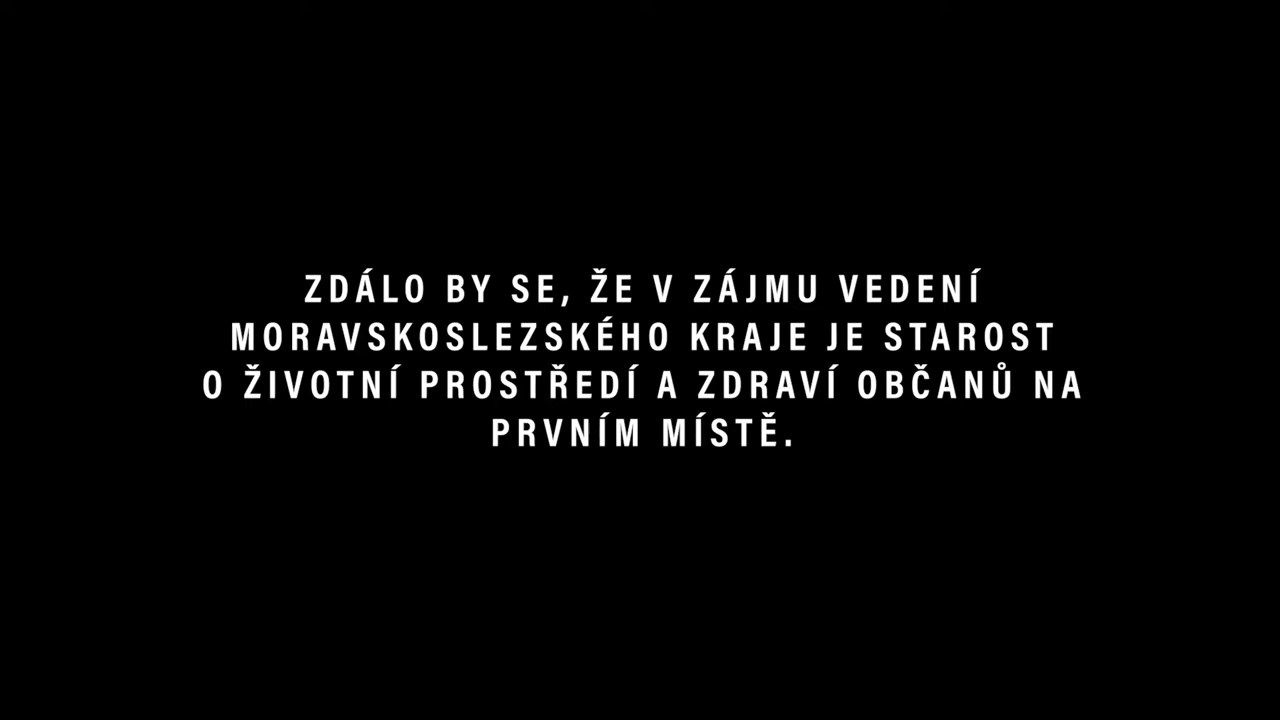 ZDÁLO BY SE, ŽE V ZÁJMU VEDENÍ
MORAVSKOSLEZSKÉHO KRAJE JE STAROST
O ŽIVOTNÍ PROSTŘEDÍ A ZDRAVÍ OBČANŮ NA
PRVNÍM MÍSTĚ.